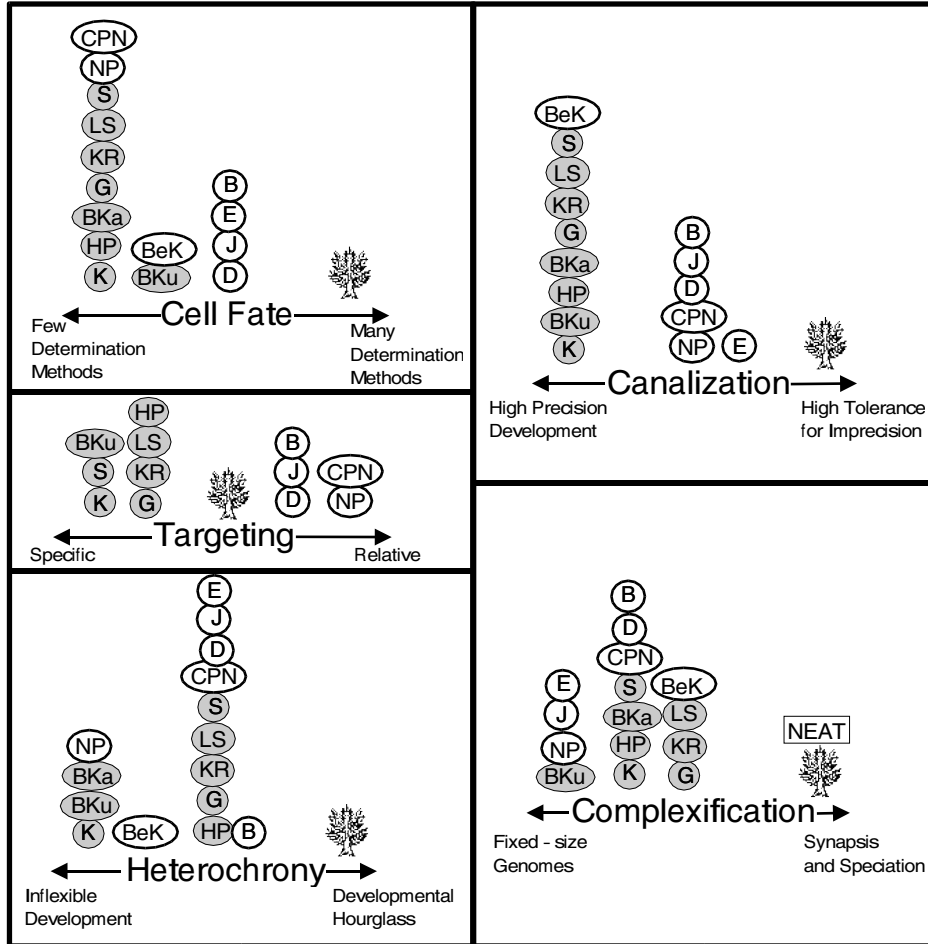 CPN
NP
S
LS
KR
G
BKa
HP
K
BeK
BKu
B
E
J
D
Cell Fate
Few
Determination
Methods
Many
Determination
Methods
BKu
S
K
HP
LS
KR
G
B
J
D
CPN
NP
Targeting
Specific
Relative
NP
BKa
BKu
K
BeK
E
J
D
CPN
S
LS
KR
G
HP
B
Heterochrony
Inflexible
Development
Developmental
Hourglass
BeK
S
LS
KR
G
BKa
HP
BKu
K
B
J
D
CPN
NP
E
Canalization
High Precision
Development
High Tolerance
for Imprecision
E
J
NP
BKu
B
D
CPN
S
BKa
HP
K
BeK
LS
KR
G
NEAT
Complexification
Fixed - size
Genomes
Synapsis
and Speciation